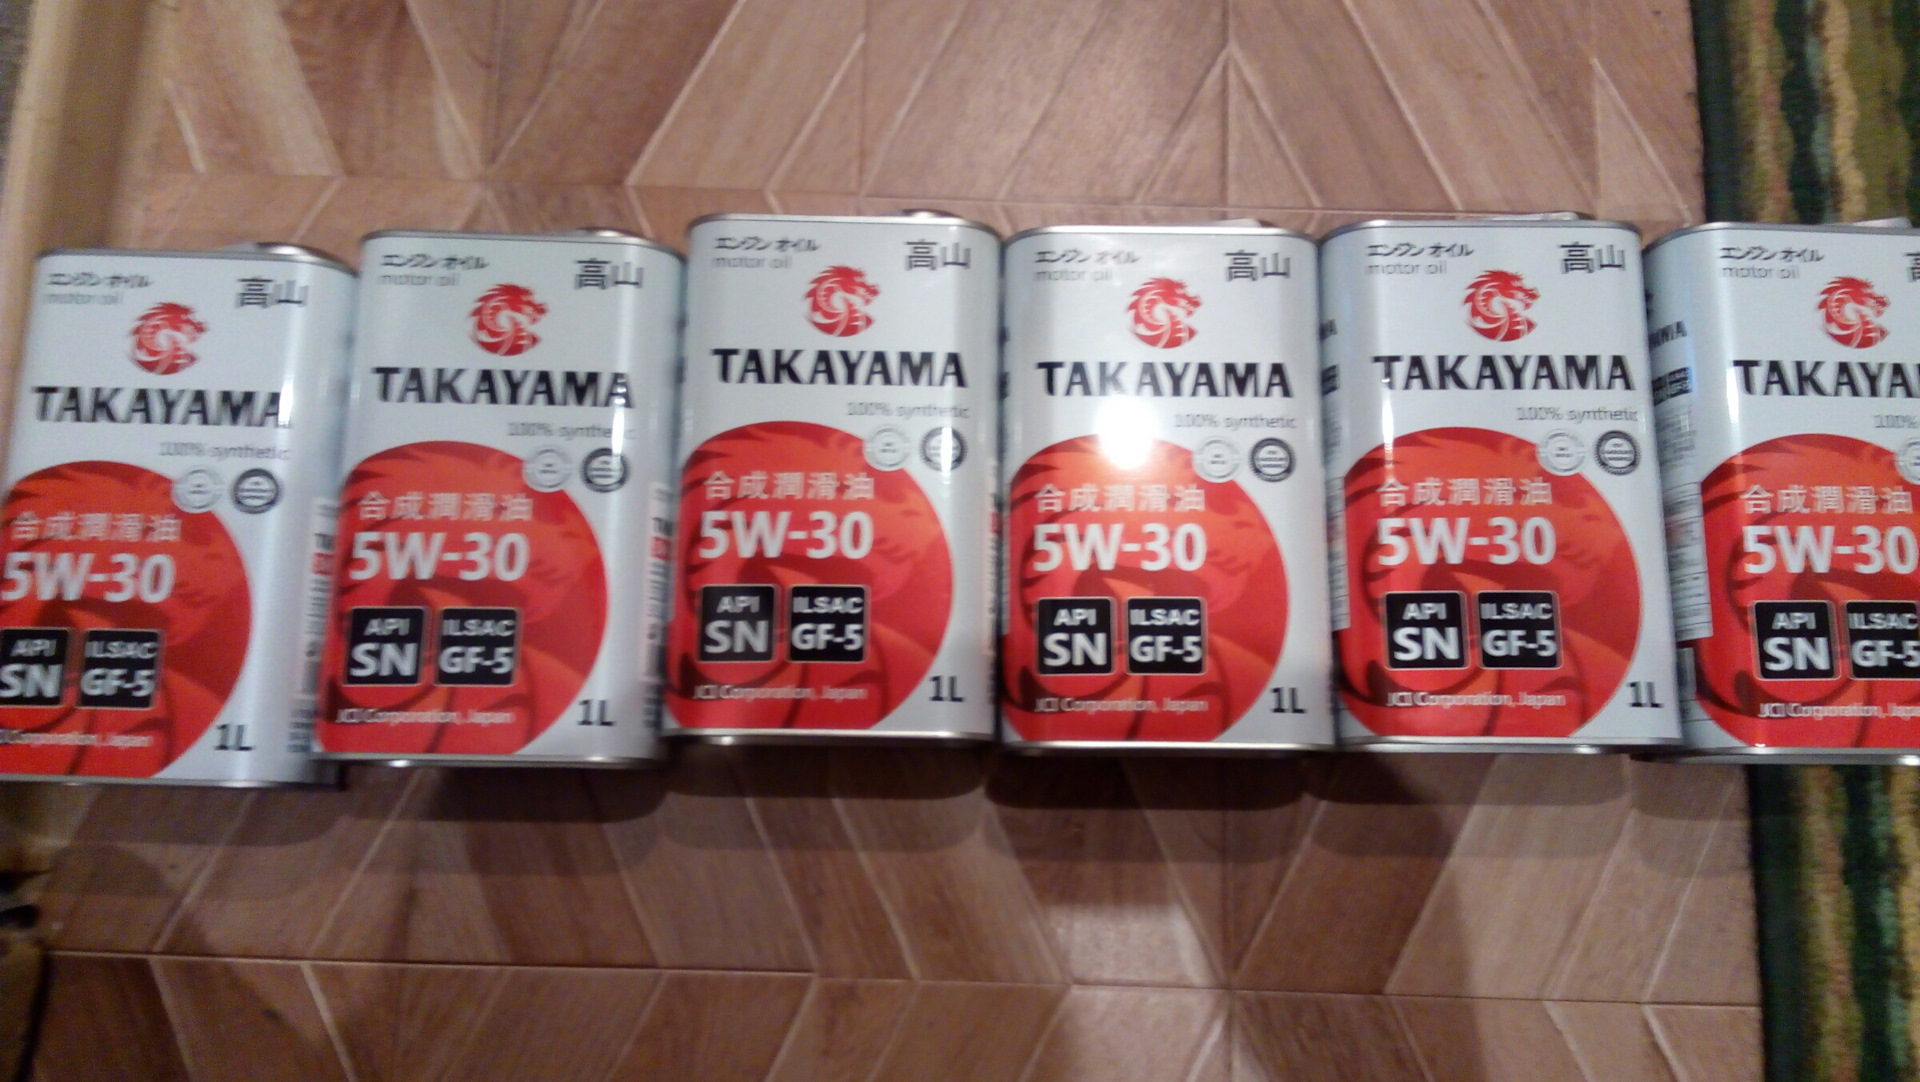 エンジン オイル
motor oil
高山
TAKAYAMA
100% synthetic
合成潤滑油
5W-30
API
SN
ILSAC
GF-5
Corporation, Japan
1L
エンジン オイル
motor oil
高山
TAKAYAMA
100% synthetic
合成潤滑油
5W-30
API
SN
ILSAC
GF-5
JCI Corporation, Japan
1L
エンジン オイル
motor oil
高山
TAKAYAMA
100% synthetic
合成潤滑油
5W-30
API
SN
ILSAC
GF-5
JCI Corporation, Japan
1L
エンジン オイル
motor oil
高山
TAKAYAMA
100% synthetic
合成潤滑油
5W-30
API
SN
ILSAC
GF-5
JCI Corporation, Japan
1L
エンジン オイル
motor oil
高山
TAKAYAMA
100% synthetic
合成潤滑油
5W-30
API
SN
ILSAC
GF-5
JCI Corporation, Japan
1L
エンジン オイル
motor oil
高
TAKAYAM
100%
合成潤滑油
5W-30
API
SN
ILSAC
GF-5
JCI Corporation, Japa